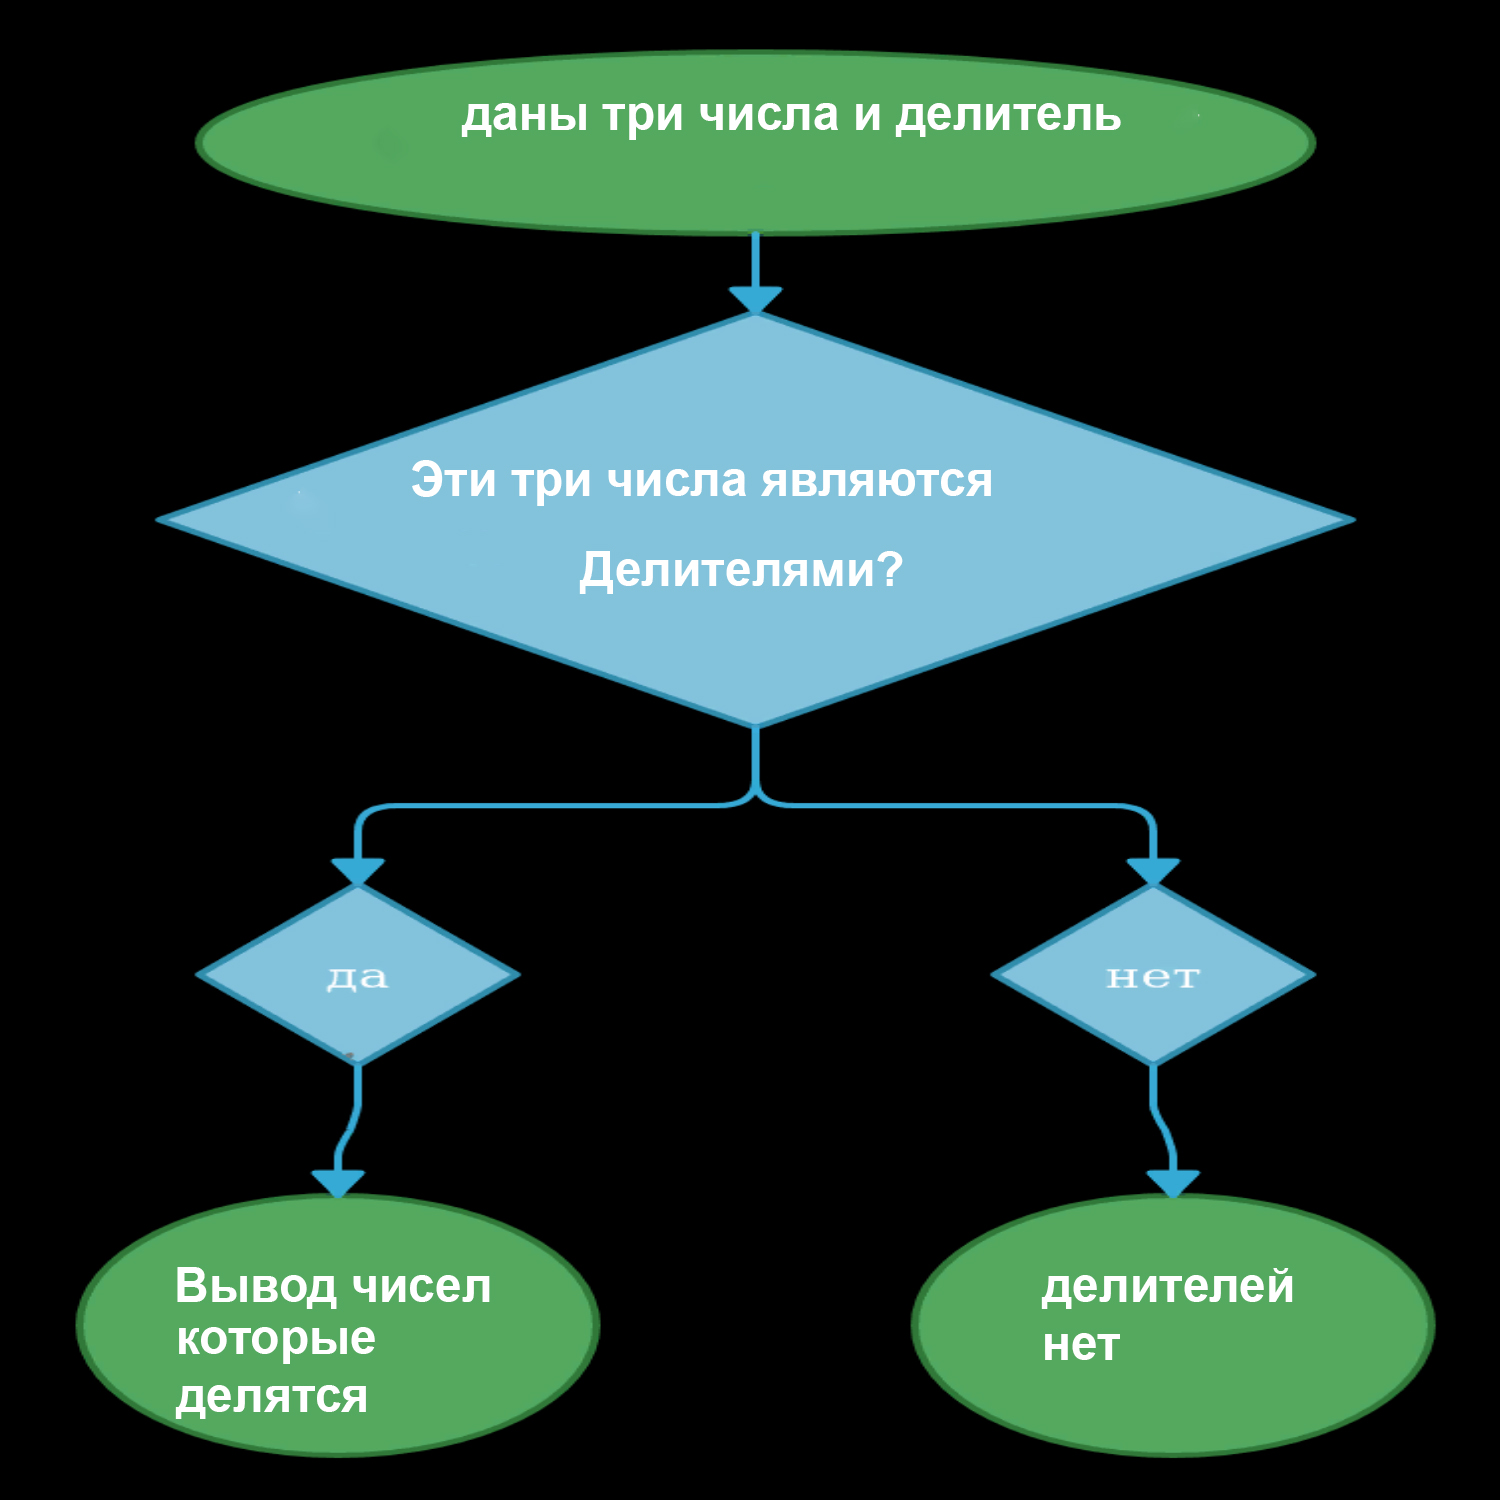 даны три числа и делитель
Эти три числа являются
Делителями?
да
нет
Вывод чисел
которые
делятся
делителей
нет